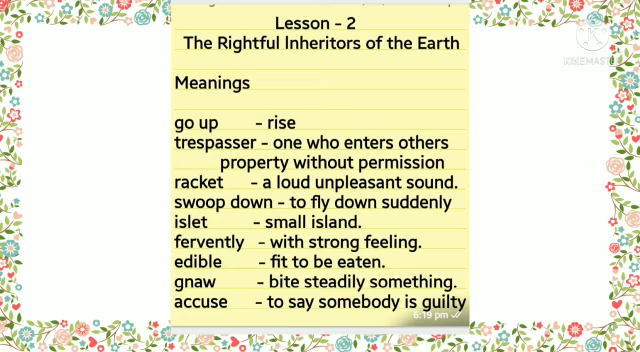 Lesson - 2
The Rightful Inheritors of the Earth
Meanings
go up - rise
trespasser - one who enters others
property without permission
racket - a loud unpleasant sound.
swoop down - to fly down suddenly
islet - small island.
fervently - with strong feeling.
edible - fit to be eaten.
gnaw - bite steadily something.
accuse - to say somebody is guilty
6:19 pm
KINEMASTER